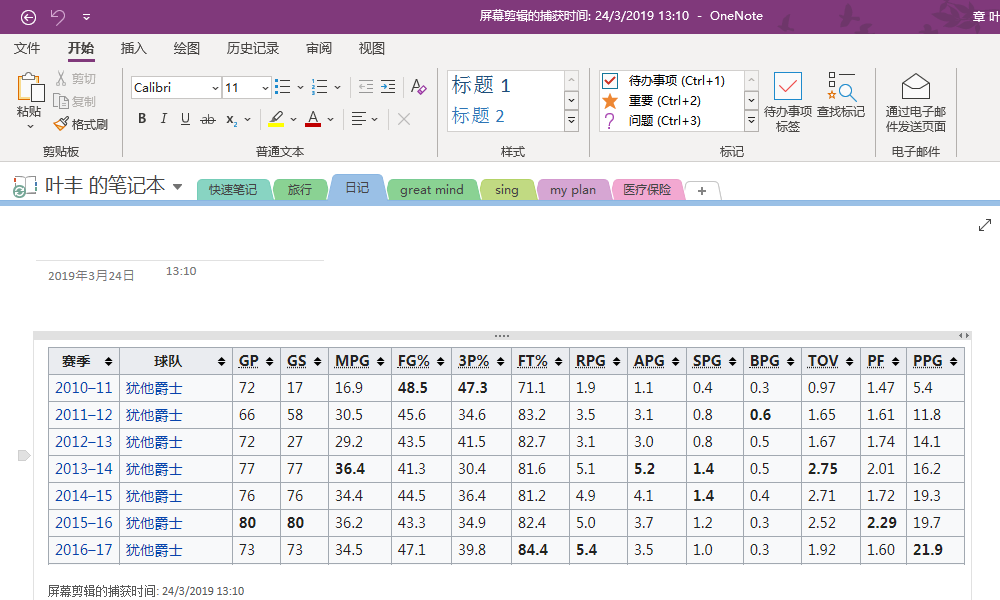 屏幕剪辑的捕获时间: 24/3/2019 13:10 - OneNote
章 叶
文件 开始 插入 绘图 历史记录 审阅 视图
粘贴
剪切
复制
格式刷
剪贴板
Calibri 11
B I U ab x₂ A
普通文本
标题 1
标题 2
样式
待办事项 (Ctrl+1)
重要 (Ctrl+2)
? 问题 (Ctrl+3)
待办事项
标签
查找标记
标记
通过电子邮
件发送页面
电子邮件
叶丰 的笔记本 快速笔记 旅行 日记 great mind sing my plan 医疗保险 +
2019年3月24日 13:10
赛季 球队 GP GS MPG FG% 3P% FT% RPG APG SPG BPG TOV PF PPG
2010–11 犹他爵士 72 17 16.9 48.5 47.3 71.1 1.9 1.1 0.4 0.3 0.97 1.47 5.4
2011–12 犹他爵士 66 58 30.5 45.6 34.6 83.2 3.5 3.1 0.8 0.6 1.65 1.61 11.8
2012–13 犹他爵士 72 27 29.2 43.5 41.5 82.7 3.1 3.0 0.8 0.5 1.67 1.74 14.1
2013–14 犹他爵士 77 77 36.4 41.3 30.4 81.6 5.1 5.2 1.4 0.5 2.75 2.01 16.2
2014–15 犹他爵士 76 76 34.4 44.5 36.4 81.2 4.9 4.1 1.4 0.4 2.71 1.72 19.3
2015–16 犹他爵士 80 80 36.2 43.3 34.9 82.4 5.0 3.7 1.2 0.3 2.52 2.29 19.7
2016–17 犹他爵士 73 73 34.5 47.1 39.8 84.4 5.4 3.5 1.0 0.3 1.92 1.60 21.9
屏幕剪辑的捕获时间: 24/3/2019 13:10